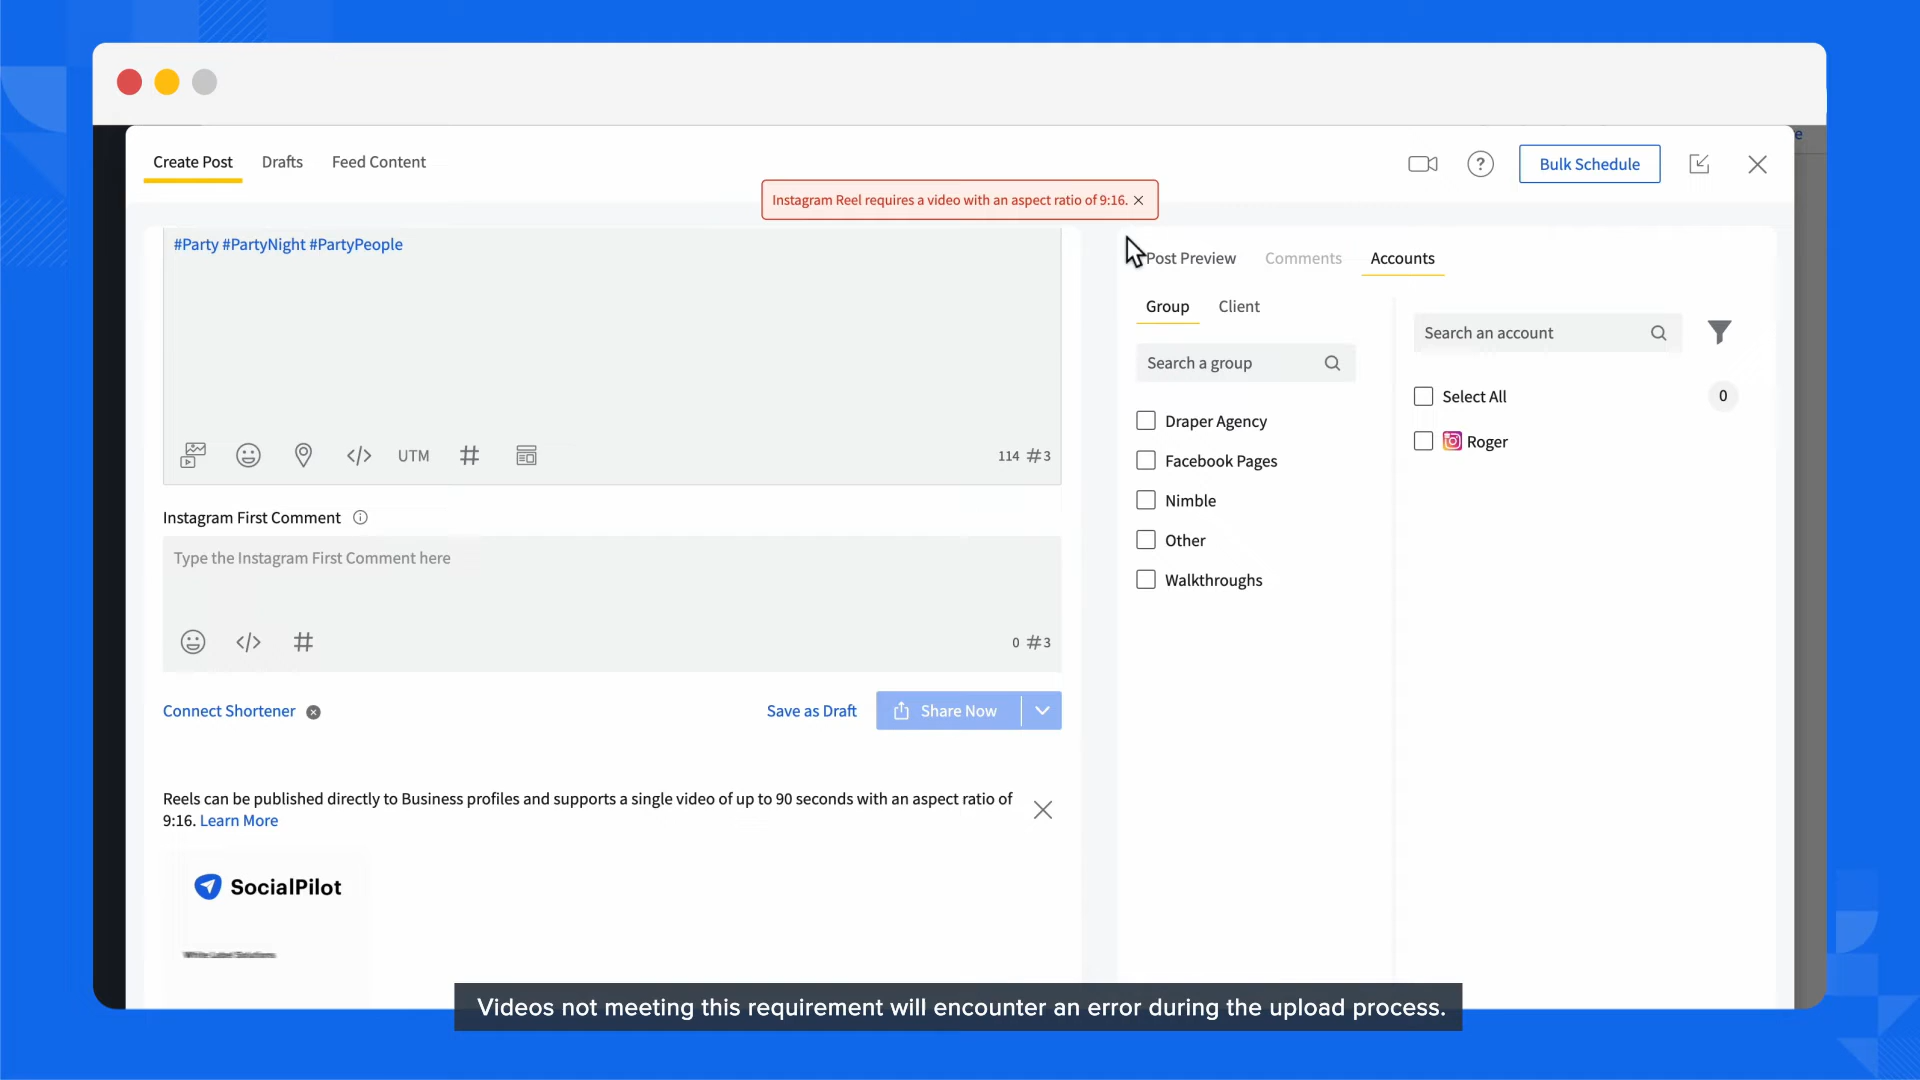 e
Create Post Drafts Feed Content
? Bulk Schedule
Instagram Reel requires a video with an aspect ratio of 9:16.
#Party #PartyNight #PartyPeople
UTM
114 #3
Instagram First Comment
Type the Instagram First Comment here
0 #3
Connect Shortener
Save as Draft
Share Now
Reels can be published directly to Business profiles and supports a single video of up to 90 seconds with an aspect ratio of
9:16. Learn More
SocialPilot
Post Preview Comments Accounts
Group Client
Search a group
Draper Agency
Facebook Pages
Nimble
Other
Walkthroughs
Search an account
Select All 0
Roger
Videos not meeting this requirement will encounter an error during the upload process.